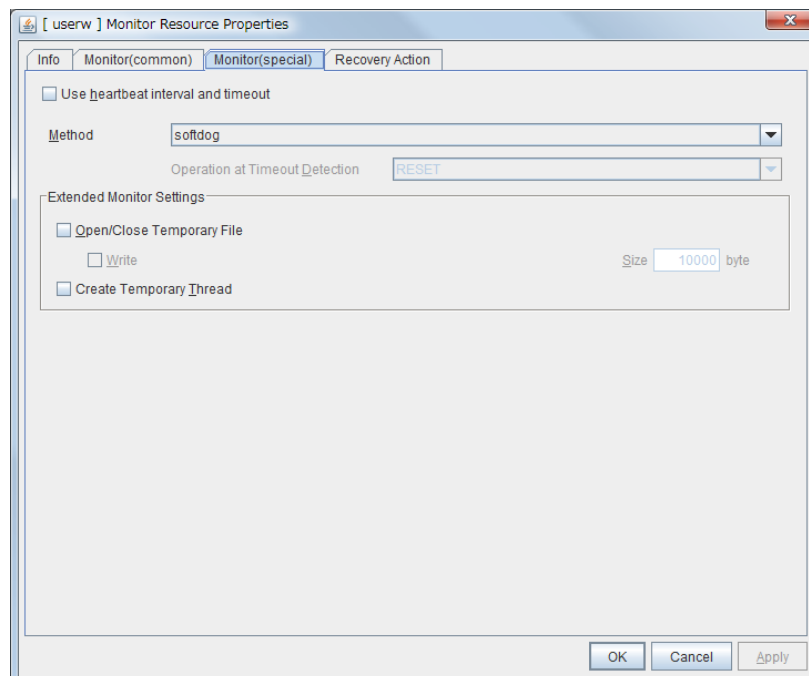 [ userw ] Monitor Resource Properties
Info Monitor(common) Monitor(special) Recovery Action
Use heartbeat interval and timeout
Method softdog
Operation at Timeout Detection RESET
Extended Monitor Settings
Open/Close Temporary File
Write Size 10000 byte
Create Temporary Thread
OK Cancel Apply